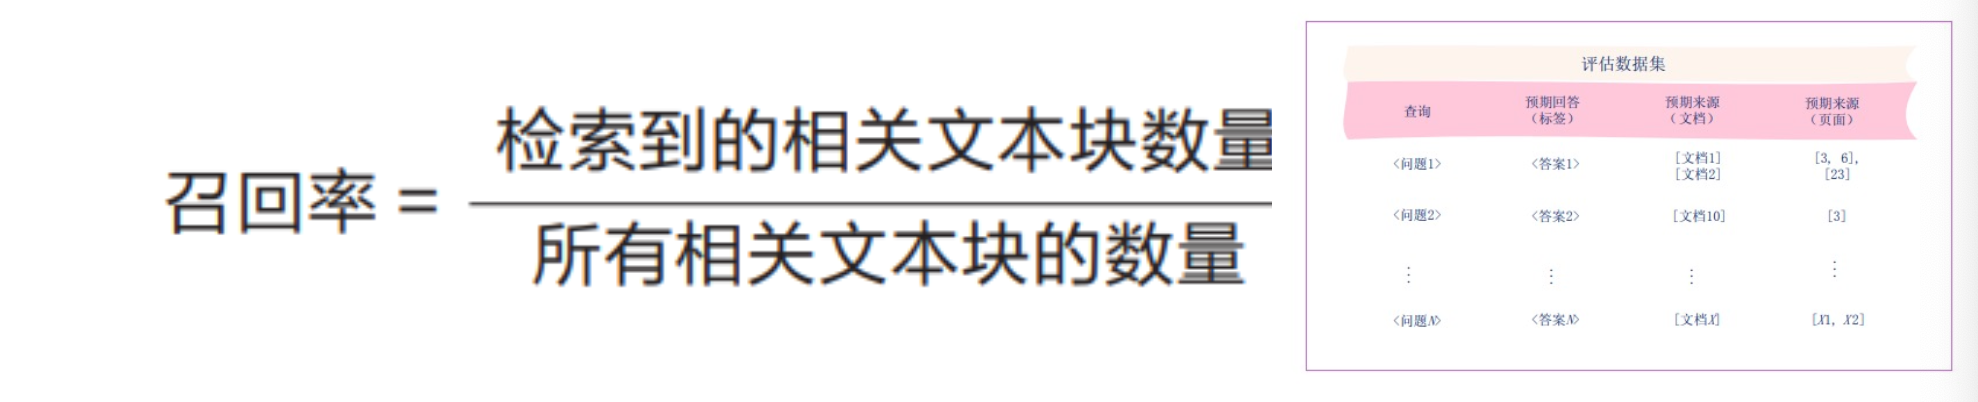 召回率 = 检索到的相关文本块数量
所有相关文本块的数量
评估数据集
查询 预期回答（标签） 预期来源（文档） 预期来源（页面）
<问题1> <答案1> [文档1] [文档2] [3, 6], [23]
<问题2> <答案2> [文档10] [3]
⋮ ⋮ ⋮ ⋮
<问题N> <答案N> [文档X] [X1, X2]